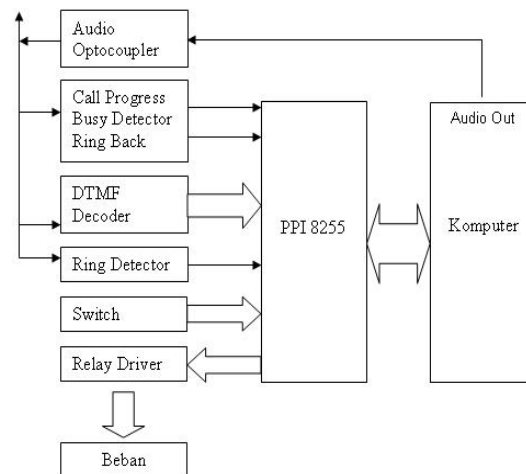 Audio
Optocoupler
Call Progress
Busy Detector
Ring Back
DTMF
Decoder
Ring Detector
Switch
Relay Driver
Beban
PPI 8255
Audio Out
Komputer